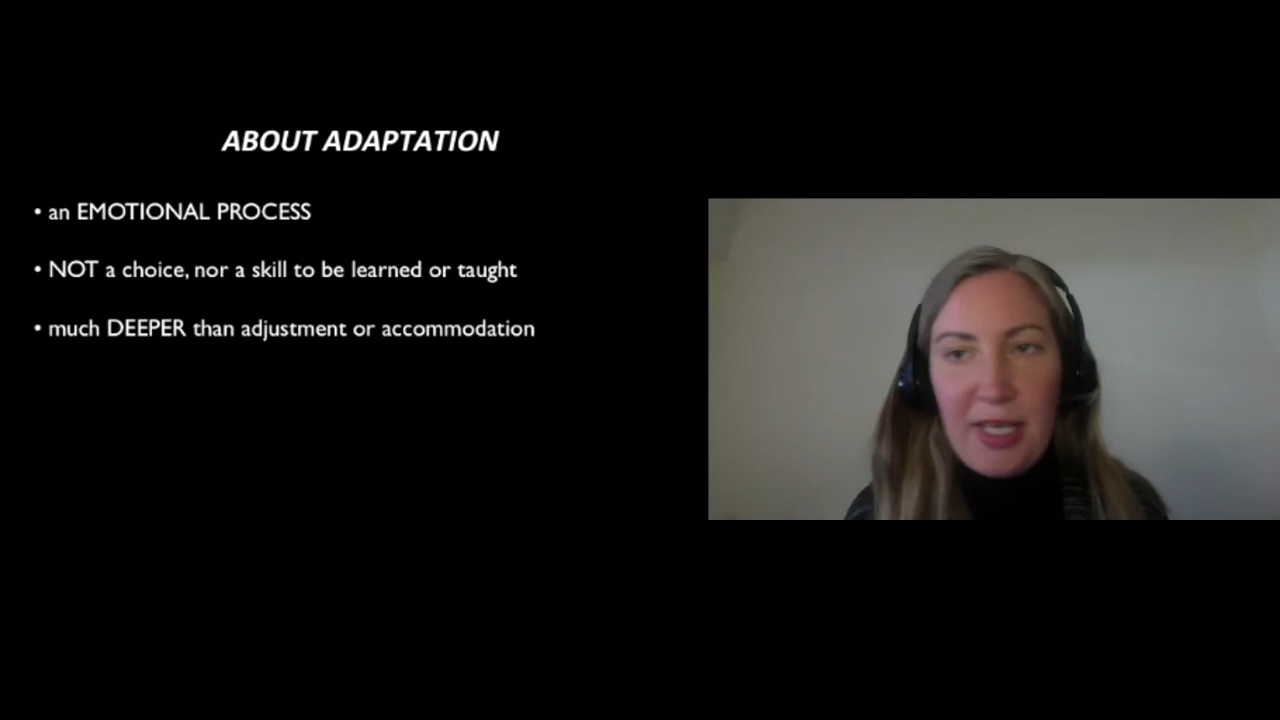 ABOUT ADAPTATION
• an EMOTIONAL PROCESS
• NOT a choice, nor a skill to be learned or taught
• much DEEPER than adjustment or accommodation